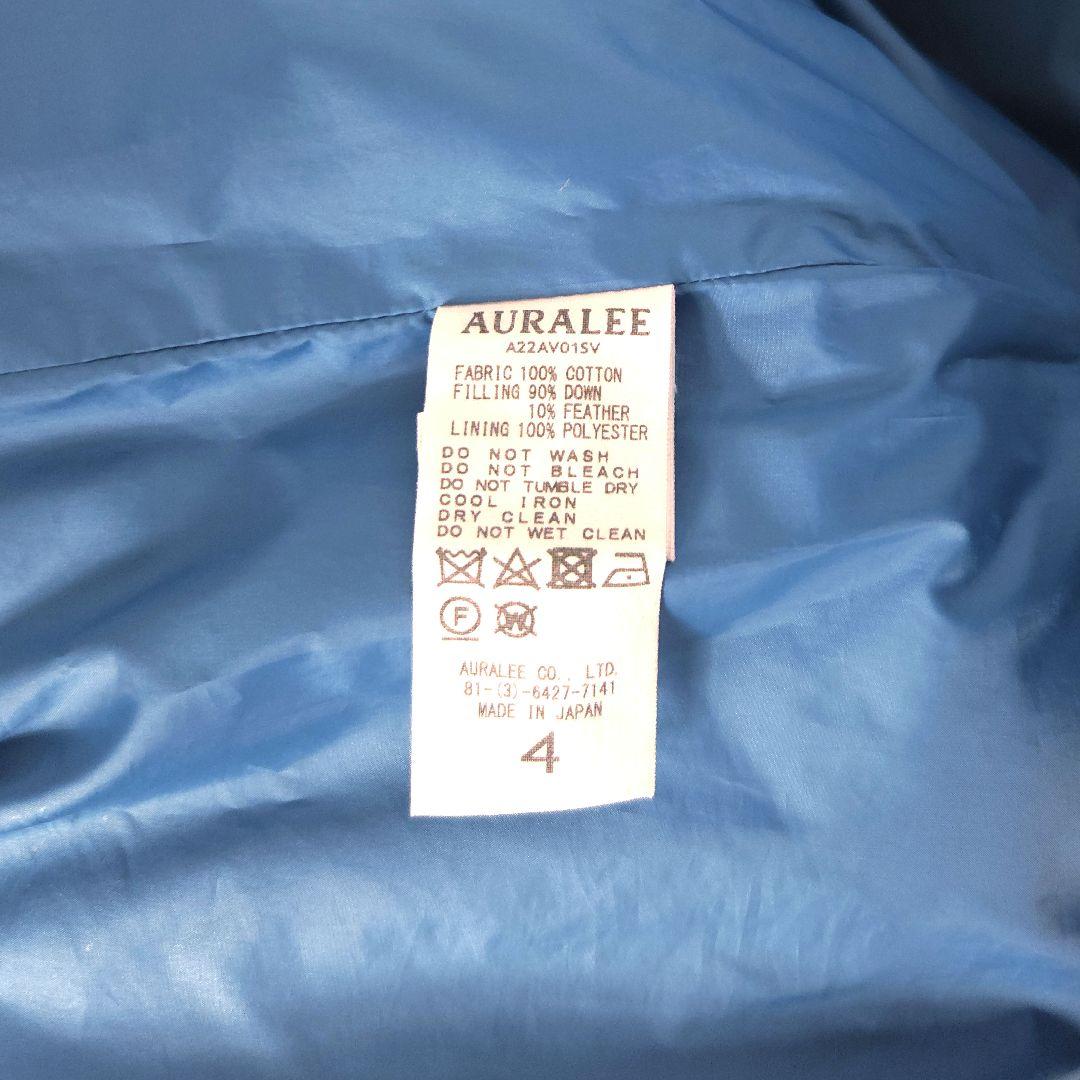 AURALEE
A22AV01SV
FABRIC 100% COTTON
FILLING 90% DOWN
10% FEATHER
LINING 100% POLYESTER
DO NOT WASH
DO NOT BLEACH
DO NOT TUMBLE DRY
COOL IRON
DRY CLEAN
DO NOT WET CLEAN
F W
AURALEE CO., LTD.
81-(3)-6427-7141
MADE IN JAPAN
4